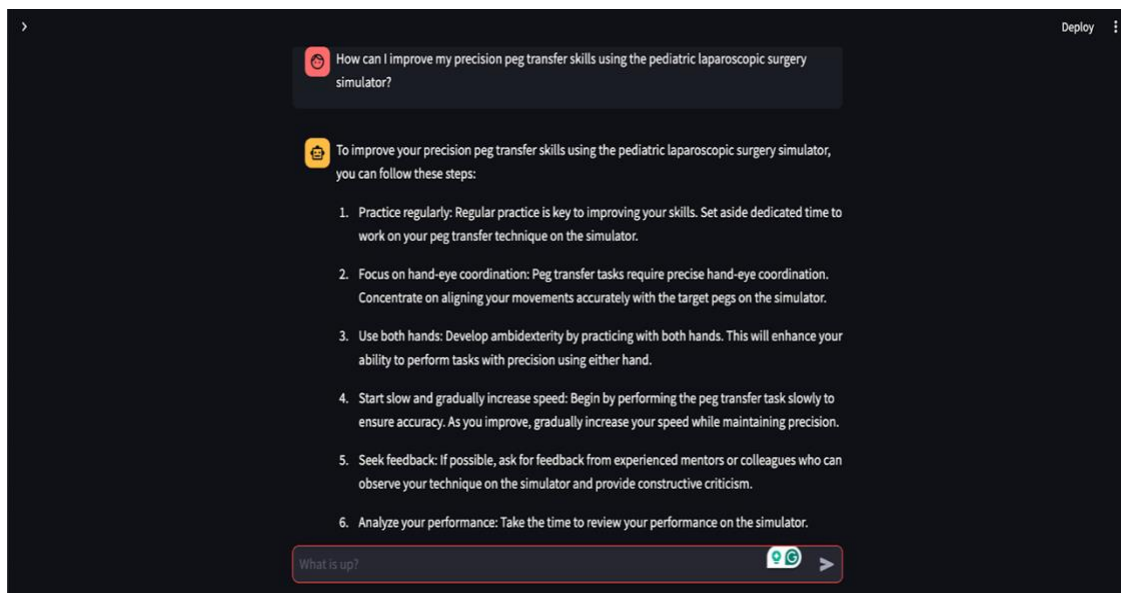 Deploy
How can I improve my precision peg transfer skills using the pediatric laparoscopic surgery
simulator?
To improve your precision peg transfer skills using the pediatric laparoscopic surgery simulator,
you can follow these steps:
1. Practice regularly: Regular practice is key to improving your skills. Set aside dedicated time to
work on your peg transfer technique on the simulator.
2. Focus on hand-eye coordination: Peg transfer tasks require precise hand-eye coordination.
Concentrate on aligning your movements accurately with the target pegs on the simulator.
3. Use both hands: Develop ambidexterity by practicing with both hands. This will enhance your
ability to perform tasks with precision using either hand.
4. Start slow and gradually increase speed: Begin by performing the peg transfer task slowly to
ensure accuracy. As you improve, gradually increase your speed while maintaining precision.
5. Seek feedback: If possible, ask for feedback from experienced mentors or colleagues who can
observe your technique on the simulator and provide constructive criticism.
6. Analyze your performance: Take the time to review your performance on the simulator.
What is up?